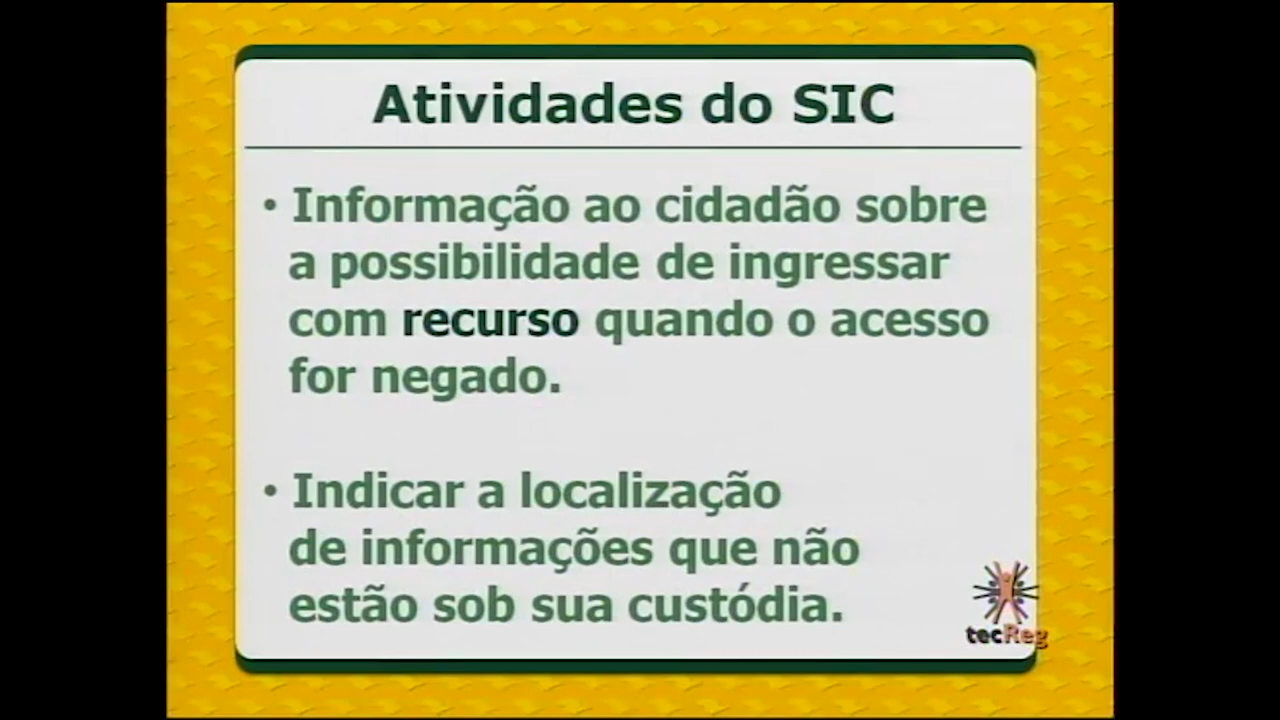 Atividades do SIC
• Informação ao cidadão sobre
a possibilidade de ingressar
com recurso quando o acesso
for negado.
• Indicar a localização
de informações que não
estão sob sua custódia.
tecReg